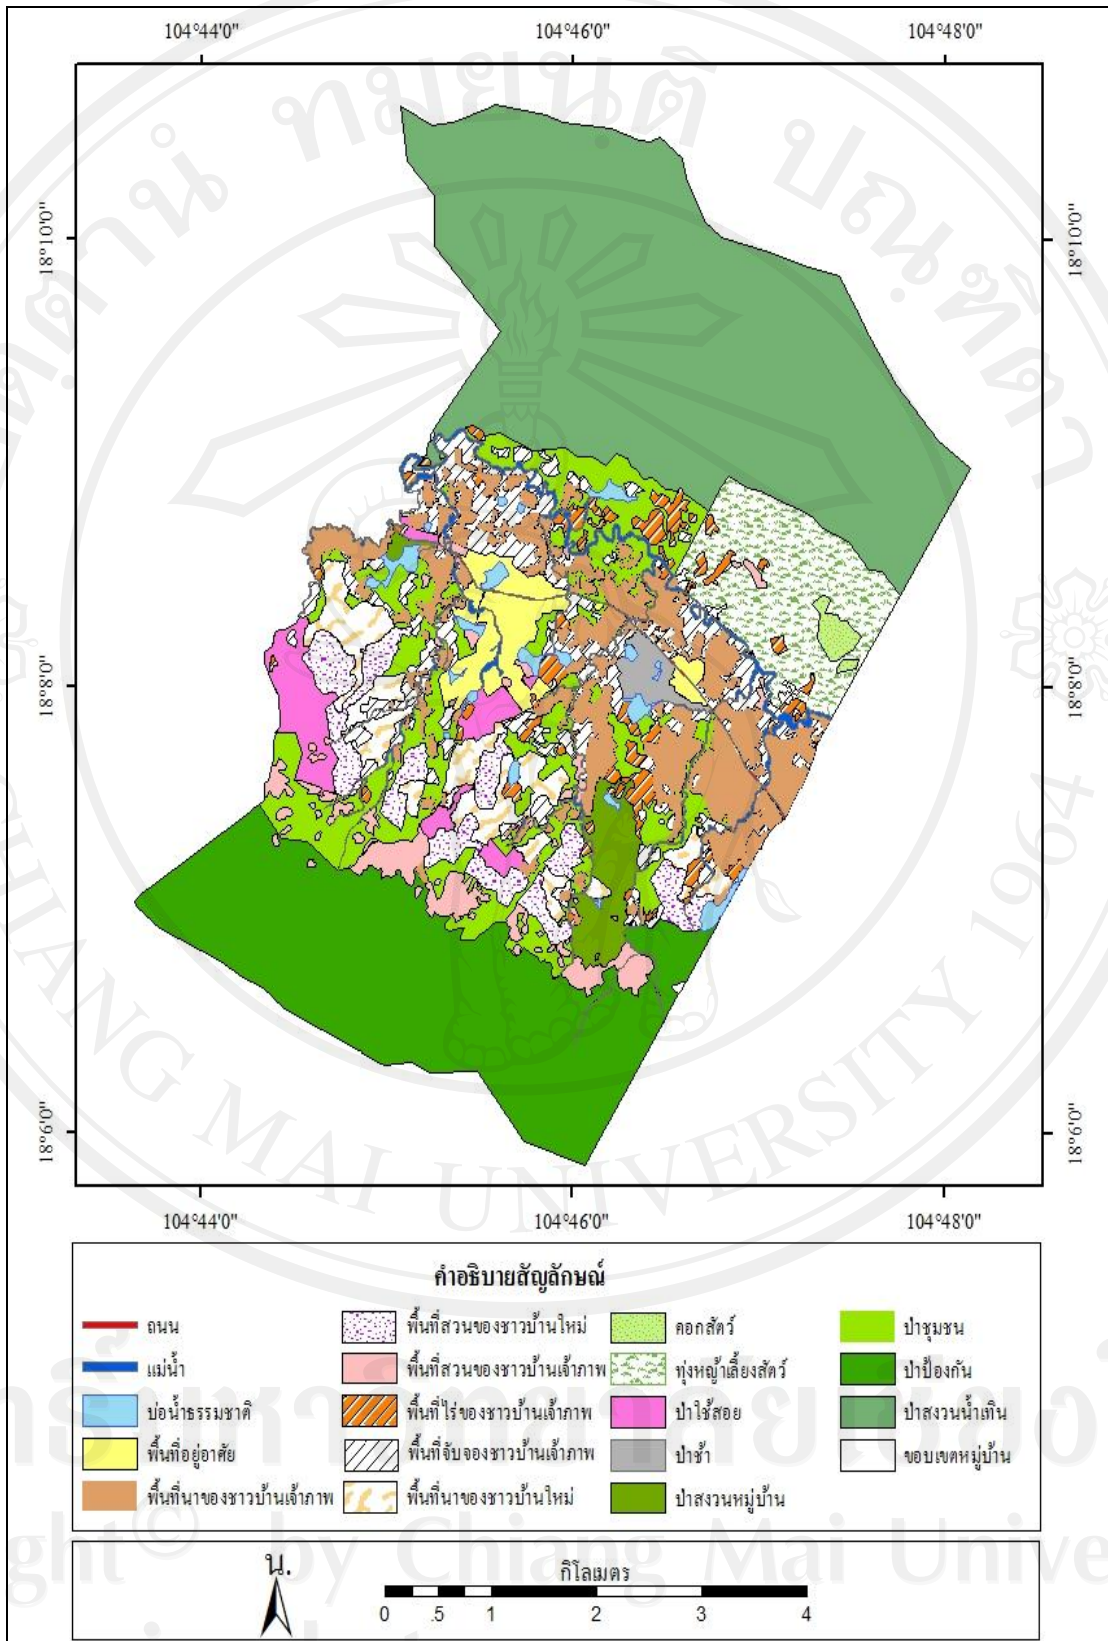 104°44'0" 104°46'0" 104°48'0"
18°10'0" 18°10'0"
18°8'0" 18°8'0"
18°6'0" 18°6'0"
104°44'0" 104°46'0" 104°48'0"
คำอธิบายสัญลักษณ์
ถนน
แม่น้ำ
บ่อน้ำธรรมชาติ
พื้นที่อยู่อาศัย
พื้นที่นาของชาวบ้านเจ้าภาพ
พื้นที่สวนของชาวบ้านใหม่
พื้นที่สวนของชาวบ้านเจ้าภาพ
พื้นที่ไร่ของชาวบ้านเจ้าภาพ
พื้นที่จับจองชาวบ้านเจ้าภาพ
พื้นที่นาของชาวบ้านใหม่
คอกสัตว์
ทุ่งหญ้าเลี้ยงสัตว์
ป่าใช้สอย
ป่าช้า
ป่าสงวนหมู่บ้าน
ป่าชุมชน
ป่าป้องกัน
ป่าสงวนน้ำเทิน
ขอบเขตหมู่บ้าน
น.
กิโลเมตร
0 .5 1 2 3 4
CHIANG MAI UNIVERSITY 1964
by Chiang Mai Unive